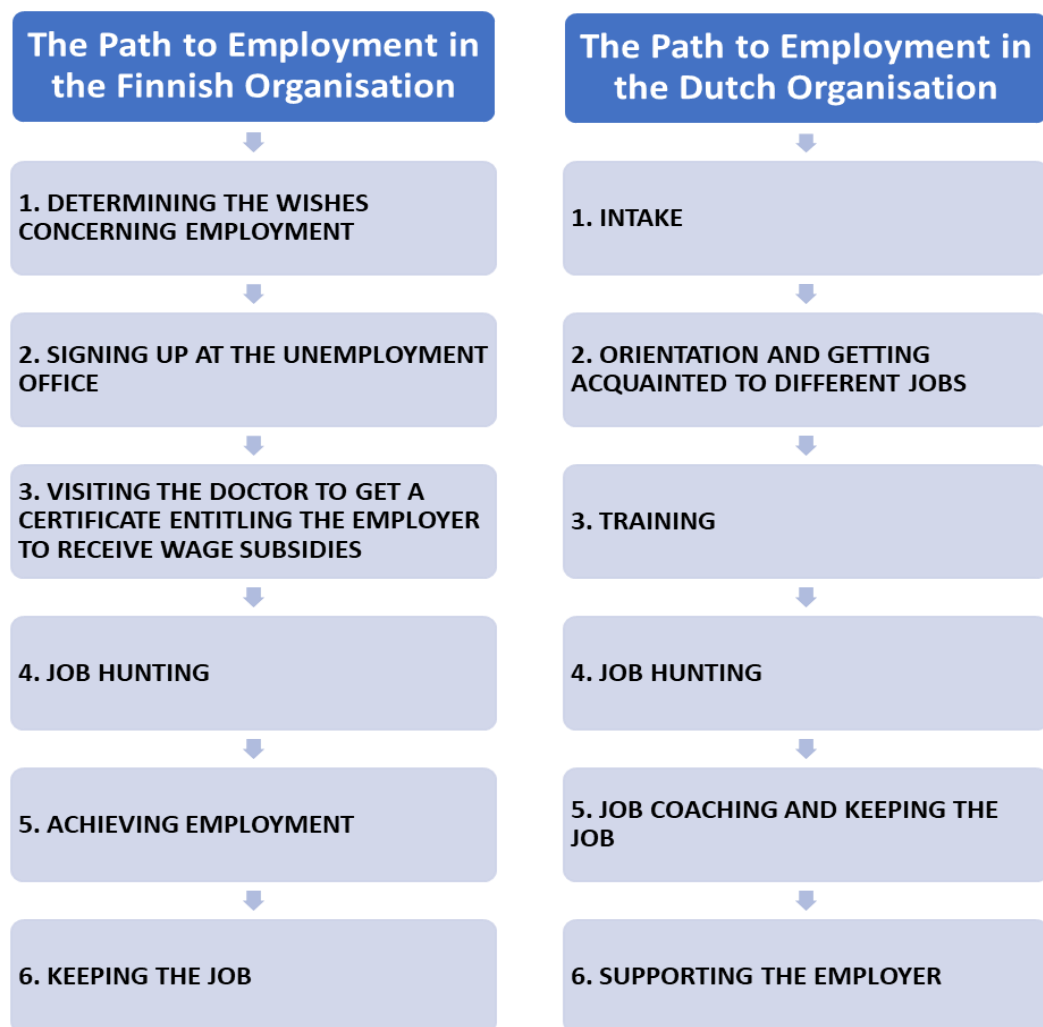 The Path to Employment in
the Finnish Organisation
1. DETERMINING THE WISHES
CONCERNING EMPLOYMENT
2. SIGNING UP AT THE UNEMPLOYMENT
OFFICE
3. VISITING THE DOCTOR TO GET A
CERTIFICATE ENTITLING THE EMPLOYER
TO RECEIVE WAGE SUBSIDIES
4. JOB HUNTING
5. ACHIEVING EMPLOYMENT
6. KEEPING THE JOB
The Path to Employment in
the Dutch Organisation
1. INTAKE
2. ORIENTATION AND GETTING
ACQUAINTED TO DIFFERENT JOBS
3. TRAINING
4. JOB HUNTING
5. JOB COACHING AND KEEPING THE
JOB
6. SUPPORTING THE EMPLOYER